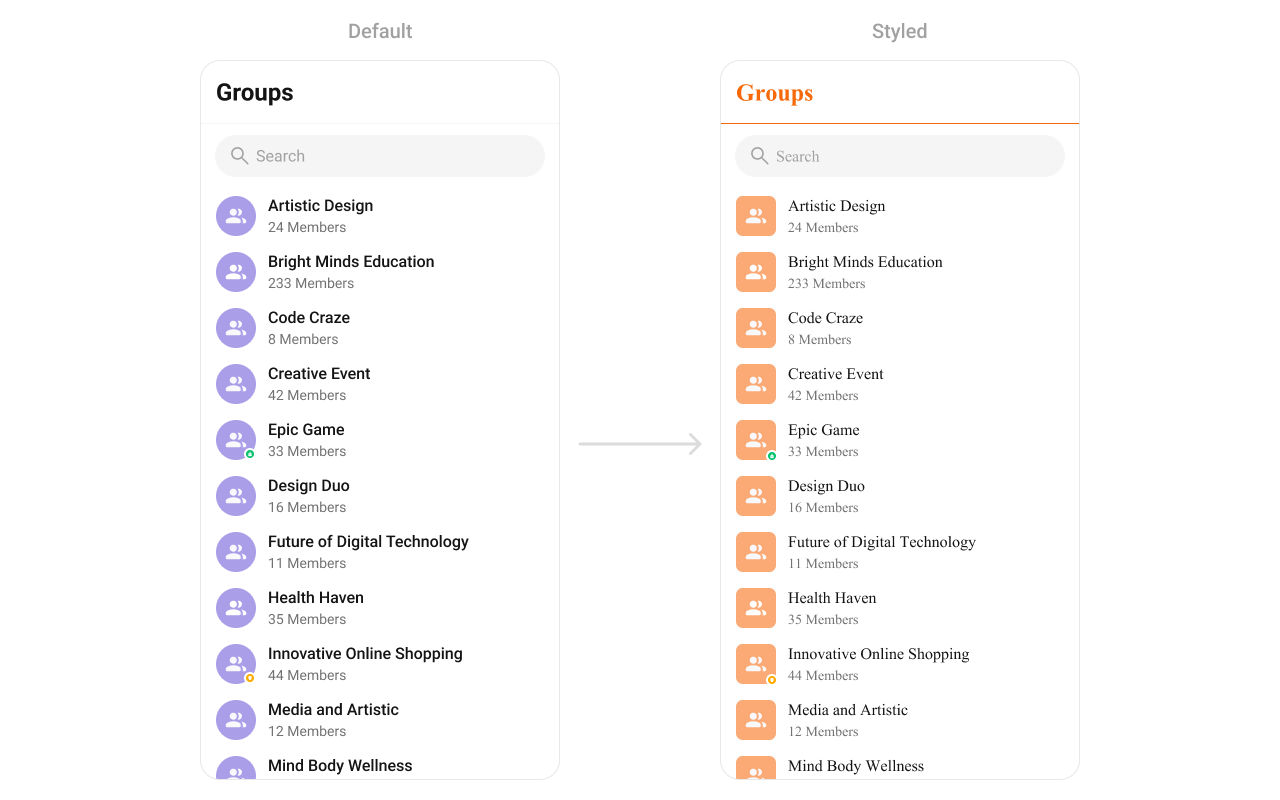 Default
Groups
Search
Artistic Design
24 Members
Bright Minds Education
233 Members
Code Craze
8 Members
Creative Event
42 Members
Epic Game
33 Members
Design Duo
16 Members
Future of Digital Technology
11 Members
Health Haven
35 Members
Innovative Online Shopping
44 Members
Media and Artistic
12 Members
Mind Body Wellness
Styled
Groups
Search
Artistic Design
24 Members
Bright Minds Education
233 Members
Code Craze
8 Members
Creative Event
42 Members
Epic Game
33 Members
Design Duo
16 Members
Future of Digital Technology
11 Members
Health Haven
35 Members
Innovative Online Shopping
44 Members
Media and Artistic
12 Members
Mind Body Wellness